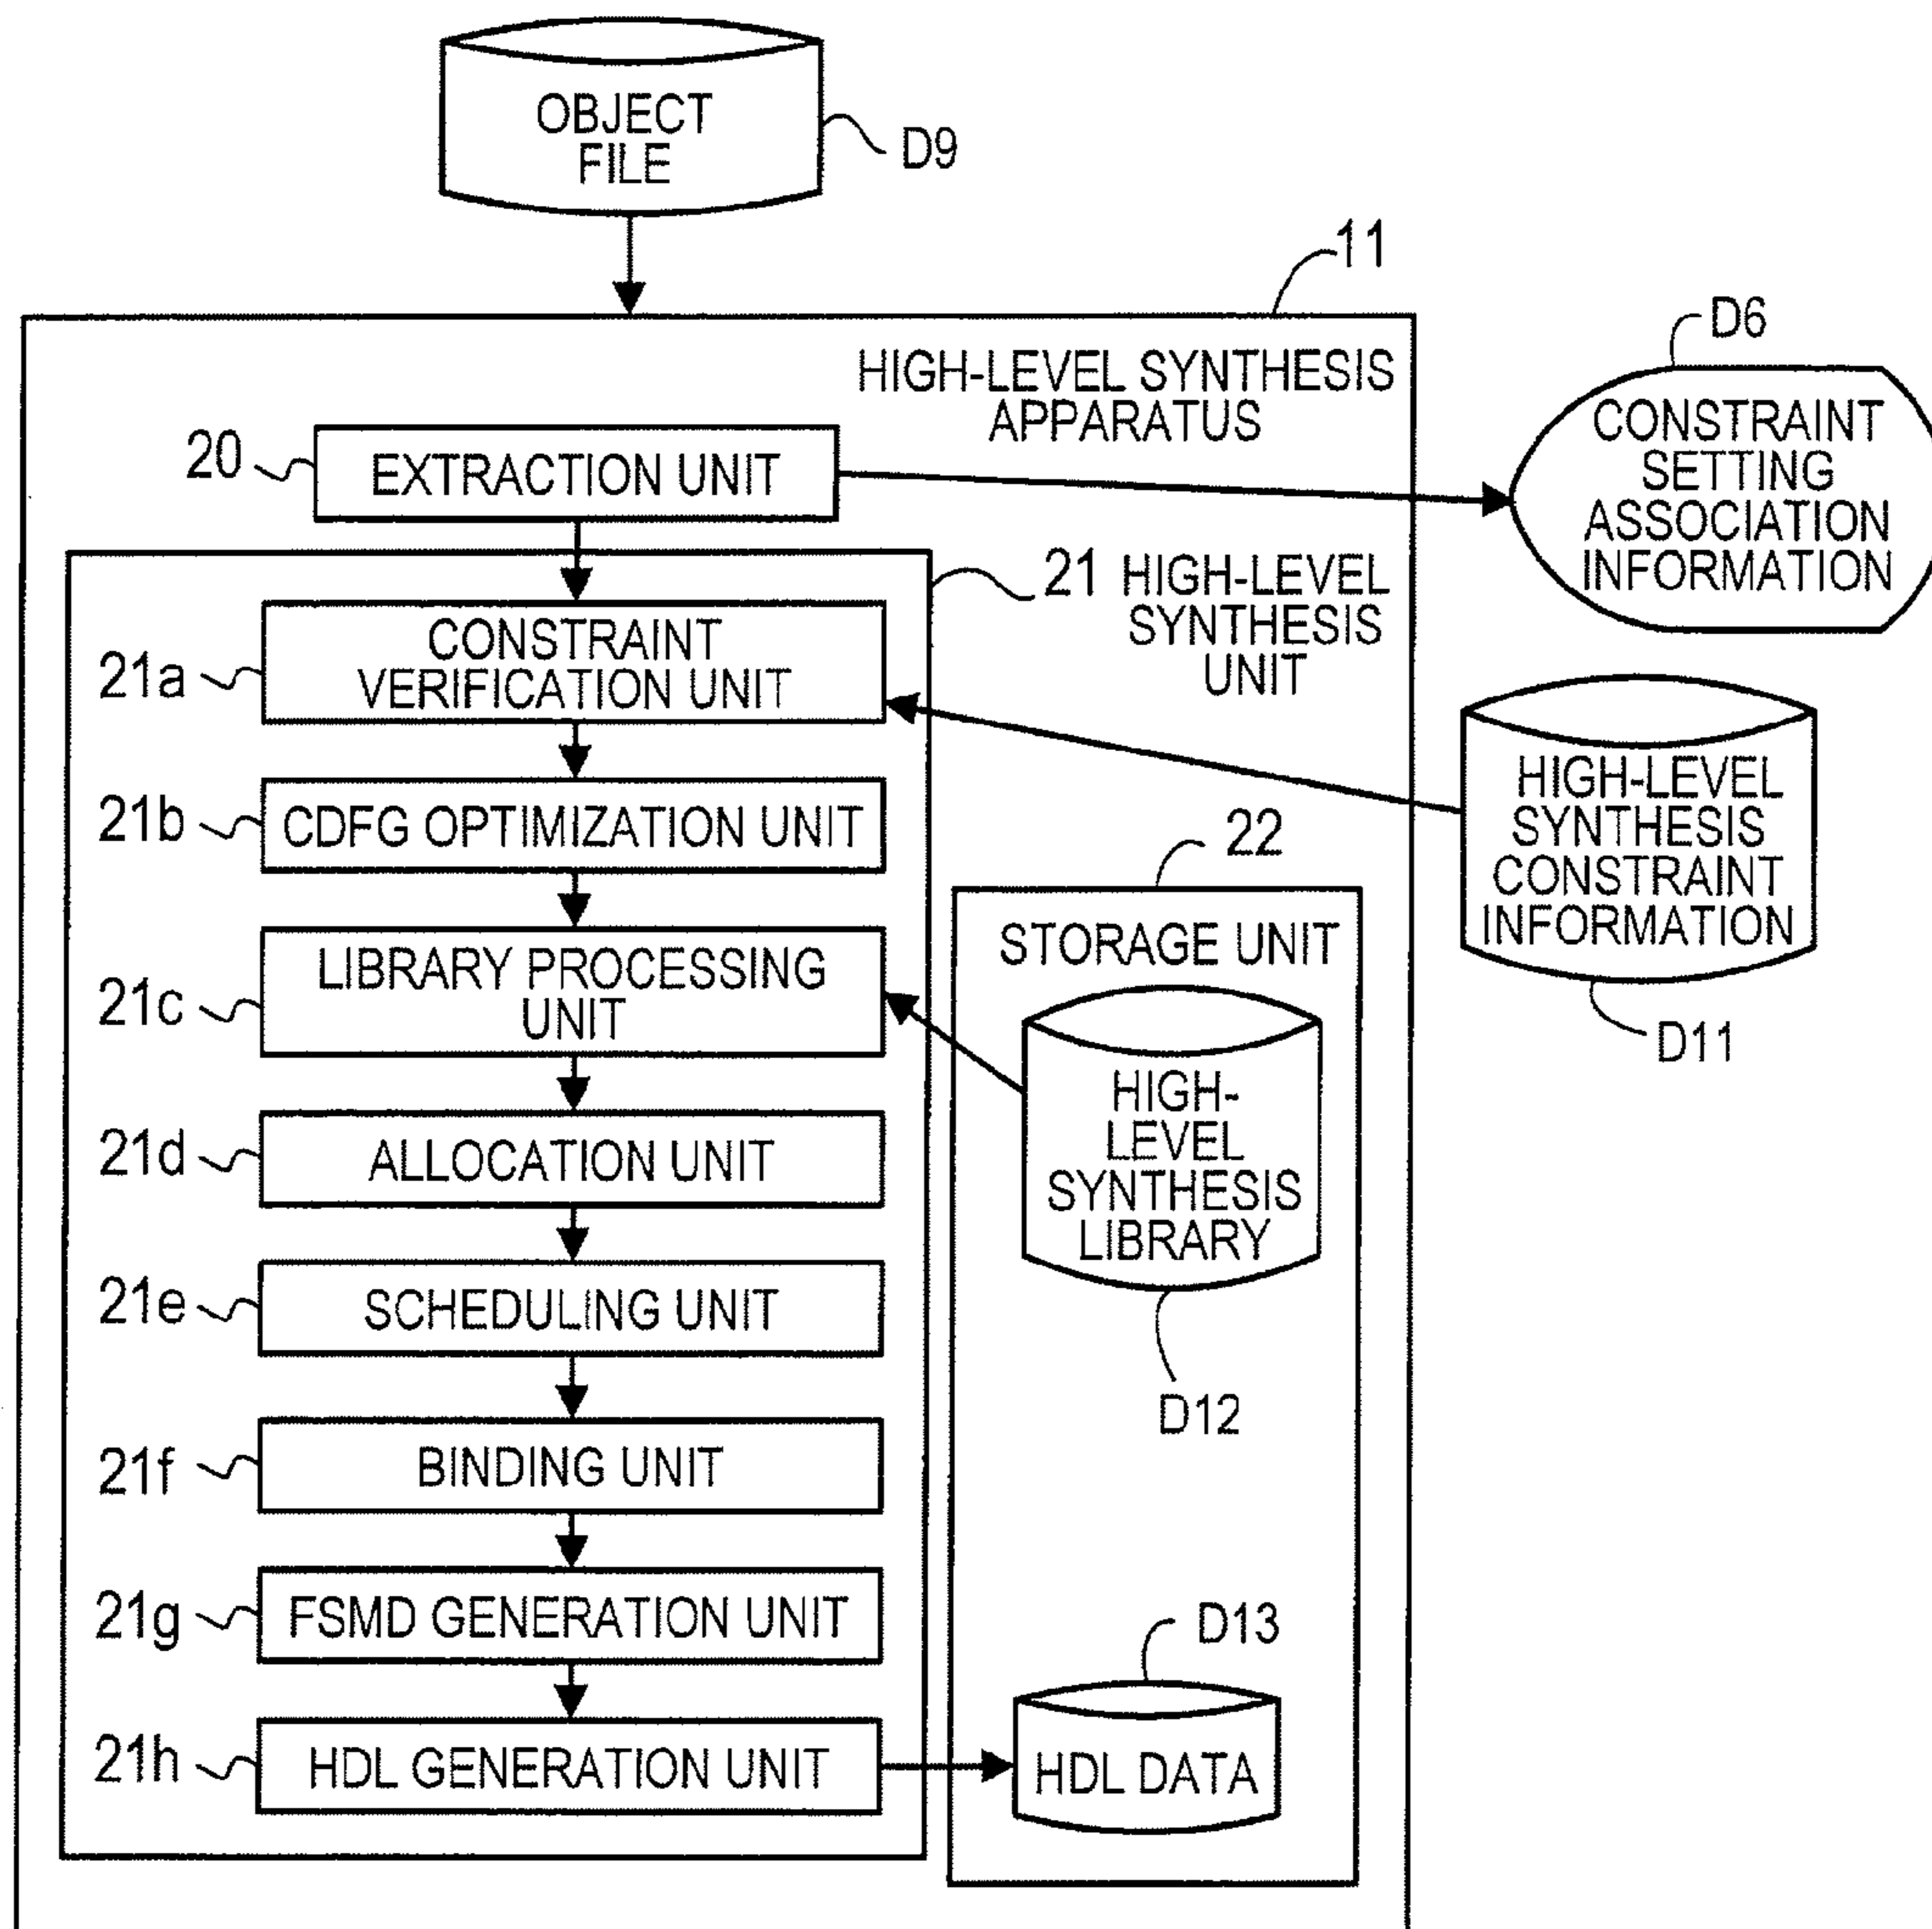 OBJECT
FILE
D9
11
HIGH-LEVEL SYNTHESIS
APPARATUS
D6
CONSTRAINT
SETTING
ASSOCIATION
INFORMATION
20
EXTRACTION UNIT
21 HIGH-LEVEL
SYNTHESIS
UNIT
21a
CONSTRAINT
VERIFICATION UNIT
HIGH-LEVEL
SYNTHESIS
CONSTRAINT
INFORMATION
D11
21b
CDFG OPTIMIZATION UNIT
22
STORAGE UNIT
21c
LIBRARY PROCESSING
UNIT
HIGH-
LEVEL
SYNTHESIS
LIBRARY
D12
21d
ALLOCATION UNIT
21e
SCHEDULING UNIT
21f
BINDING UNIT
21g
FSMD GENERATION UNIT
D13
21h
HDL GENERATION UNIT
HDL DATA